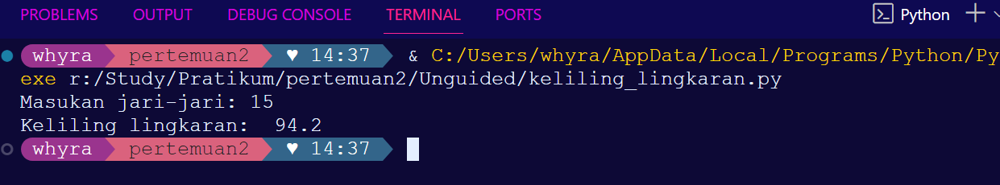 PROBLEMS OUTPUT DEBUG CONSOLE TERMINAL PORTS Python
whyra pertemuan2 ♥ 14:37 & C:/Users/whyra/AppData/Local/Programs/Python/Py
exe r:/Study/Pratikum/pertemuan2/Unguided/keliling_lingkaran.py
Masukan jari-jari: 15
Keliling lingkaran:  94.2
whyra pertemuan2 ♥ 14:37